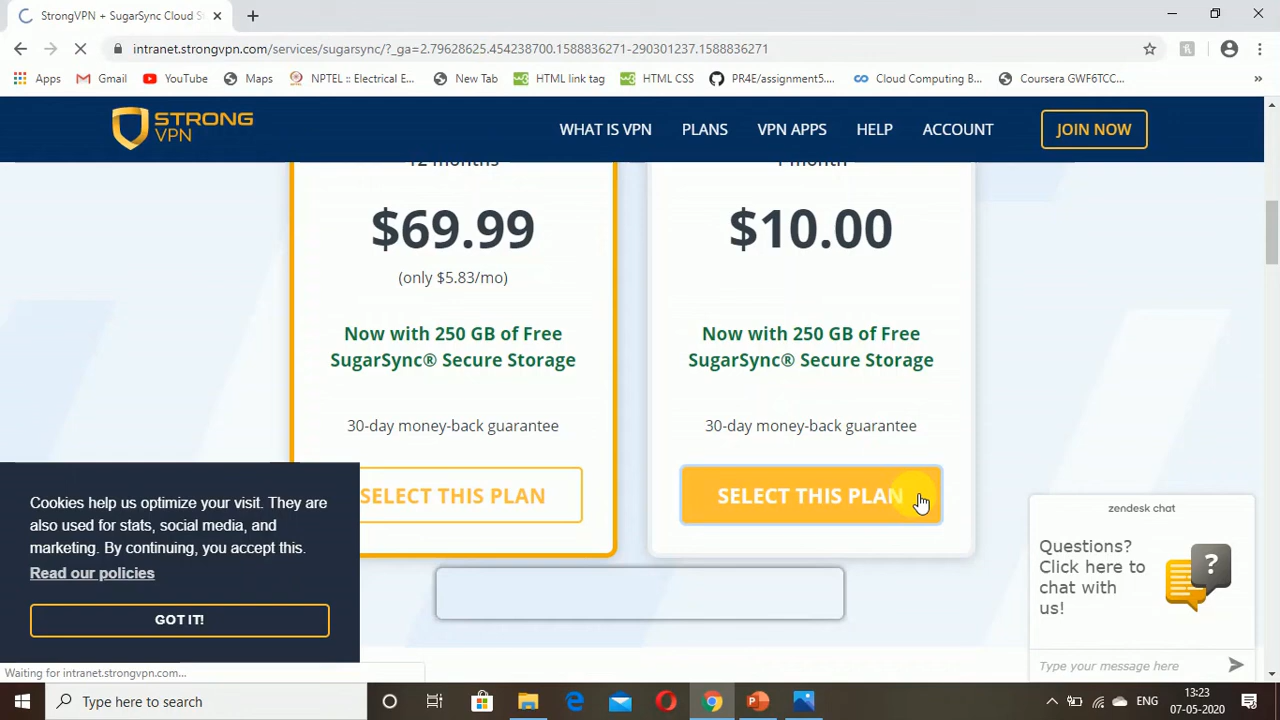 StrongVPN + SugarSync Cloud S
intranet.strongvpn.com/services/sugarsync/?_ga=2.79628625.454238700.1588836271-290301237.1588836271
Apps
Gmail
YouTube
Maps
NPTEL :: Electrical E...
New Tab
HTML link tag
HTML CSS
PR4E/assignment5....
Cloud Computing B...
Coursera GWF6TCC...
»
STRONG
VPN
WHAT IS VPN
PLANS
VPN APPS
HELP
ACCOUNT
JOIN NOW
12 months
1 month
$69.99
$10.00
(only $5.83/mo)
Now with 250 GB of Free
SugarSync® Secure Storage
Now with 250 GB of Free
SugarSync® Secure Storage
30-day money-back guarantee
30-day money-back guarantee
SELECT THIS PLAN
SELECT THIS PLAN
Cookies help us optimize your visit. They are
also used for stats, social media, and
marketing. By continuing, you accept this.
Read our policies
GOT IT!
zendesk chat
Questions?
Click here to
chat with
us!
?
Type your message here
Waiting for intranet.strongvpn.com...
Type here to search
ENG
13:23
07-05-2020